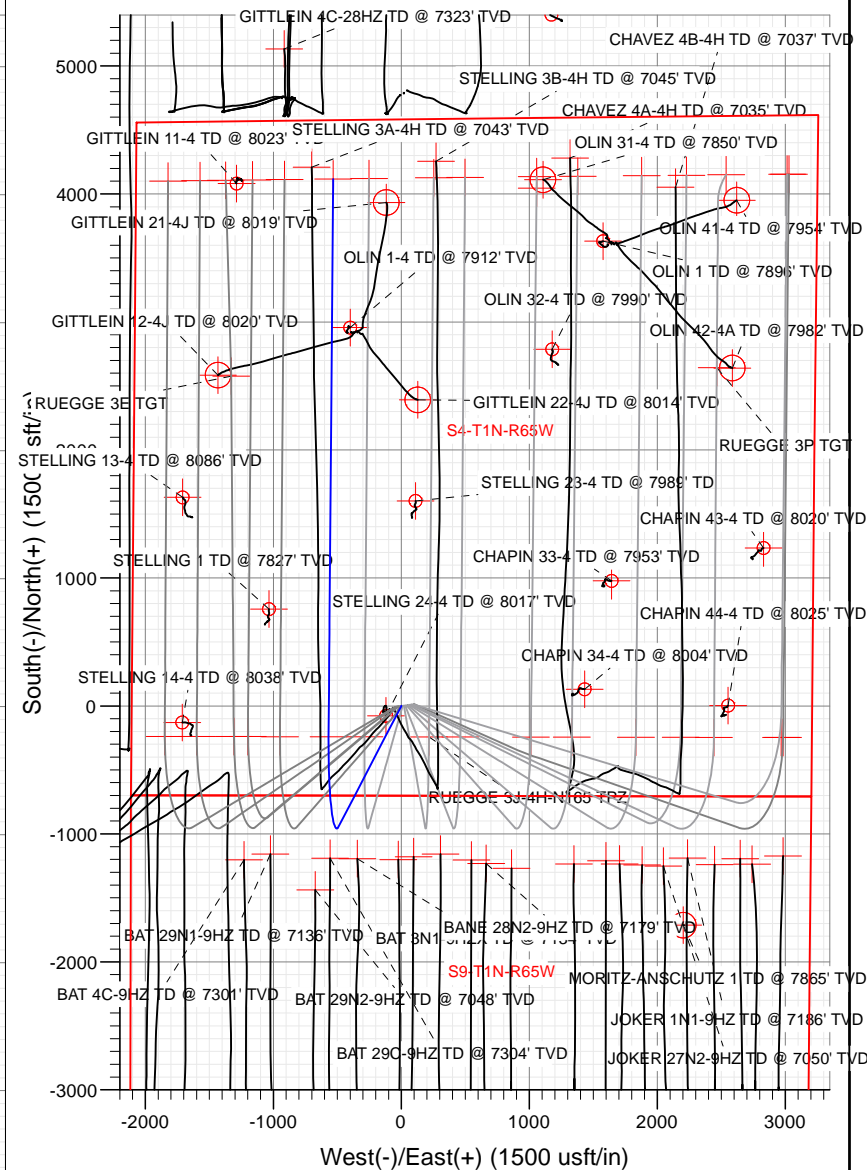 GITTLEIN 4C-28HZ TD @ 7323' TVD
CHAVEZ 4B-4H TD @ 7037' TVD
5000
STELLING 3B-4H TD @ 7045' TVD
CHAVEZ 4A-4H TD @ 7035' TVD
STELLING 3A-4H TD @ 7043' TVD
GITTLEIN 11-4 TD @ 8023' TVD
OLIN 31-4 TD @ 7850' TVD
4000
GITTLEIN 21-4J TD @ 8019' TVD
OLIN 41-4 TD @ 7954' TVD
OLIN 1-4 TD @ 7912' TVD
OLIN 1 TD @ 7896' TVD
OLIN 32-4 TD @ 7990' TVD
GITTLEIN 12-4J TD @ 8020' TVD
OLIN 42-4A TD @ 7982' TVD
RUEGGE 3E TGT
GITTLEIN 22-4J TD @ 8014' TVD
S4-T1N-R65W
RUEGGE 3P TGT
STELLING 13-4 TD @ 8086' TVD
STELLING 23-4 TD @ 7989' TD
CHAPIN 43-4 TD @ 8020' TVD
STELLING 1 TD @ 7827' TVD
CHAPIN 33-4 TD @ 7953' TVD
1000
STELLING 24-4 TD @ 8017' TVD
CHAPIN 44-4 TD @ 8025' TVD
CHAPIN 34-4 TD @ 8004' TVD
STELLING 14-4 TD @ 8038' TVD
0
RUEGGE 3J-4H-N165 TPZ
-1000
BANE 28N2-9HZ TD @ 7179' TVD
BAT 29N1-9HZ TD @ 7136' TVD
-2000
S9-T1N-R65W
MORITZ-ANSCHUTZ 1 TD @ 7865' TVD
BAT 4C-9HZ TD @ 7301' TVD
BAT 29N2-9HZ TD @ 7048' TVD
JOKER 1N1-9HZ TD @ 7186' TVD
BAT 29C-9HZ TD @ 7304' TVD
JOKER 27N2-9HZ TD @ 7050' TVD
-3000
-2000 -1000 0 1000 2000 3000
West(-)/East(+) (1500 usft/in)
South(-)/North(+)